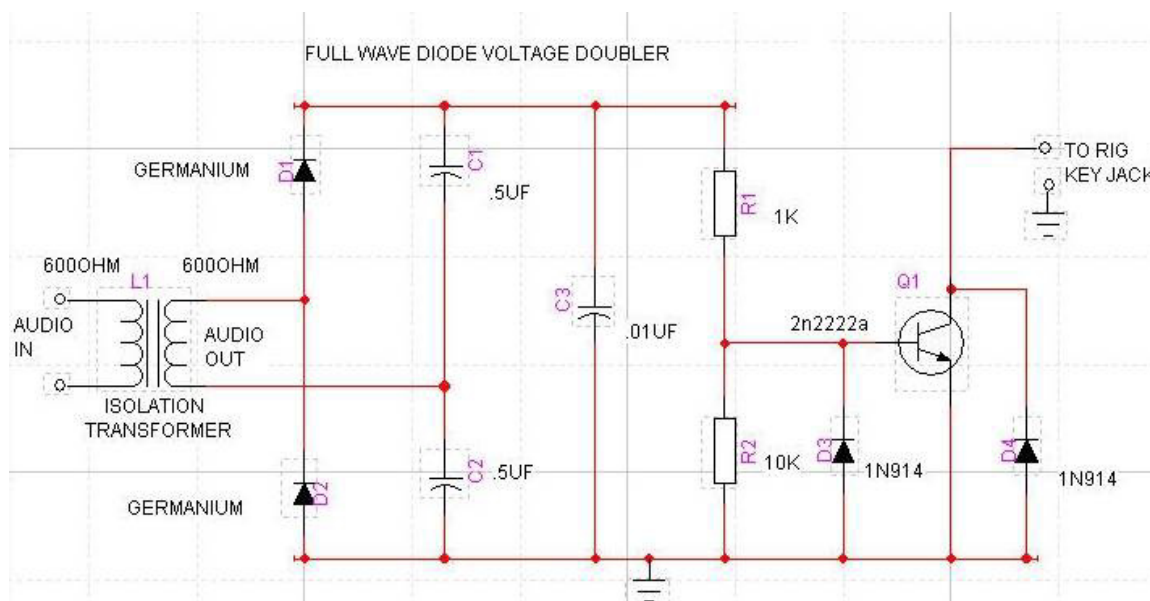 FULL WAVE DIODE VOLTAGE DOUBLER
D1
GERMANIUM
C1
.5UF
TO RIG
KEY JACK
R1
1K
600OHM
600OHM
L1
AUDIO
IN
AUDIO
OUT
C3
.01UF
Q1
2n2222a
ISOLATION
TRANSFORMER
D2
GERMANIUM
C2
.5UF
R2
10K
D3
1N914
D4
1N914